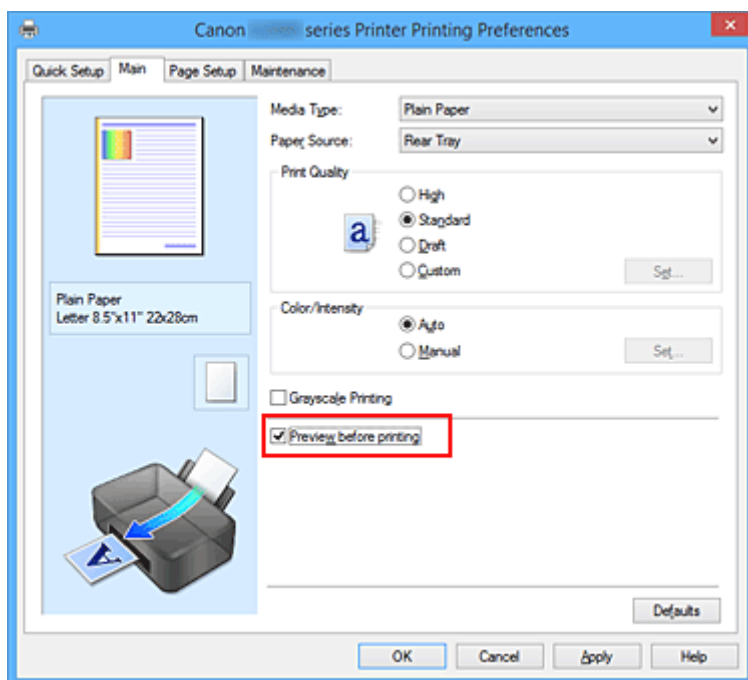 Canon series Printer Printing Preferences
Quick Setup Main Page Setup Maintenance
Media Type: Plain Paper
Paper Source: Rear Tray
Print Quality
High
Standard
Draft
Custom
Set...
a
Plain Paper
Letter 8.5"x11" 22x28cm
Color/Intensity
Auto
Manual
Set...
Grayscale Printing
Preview before printing
A
Defaults
OK Cancel Apply Help